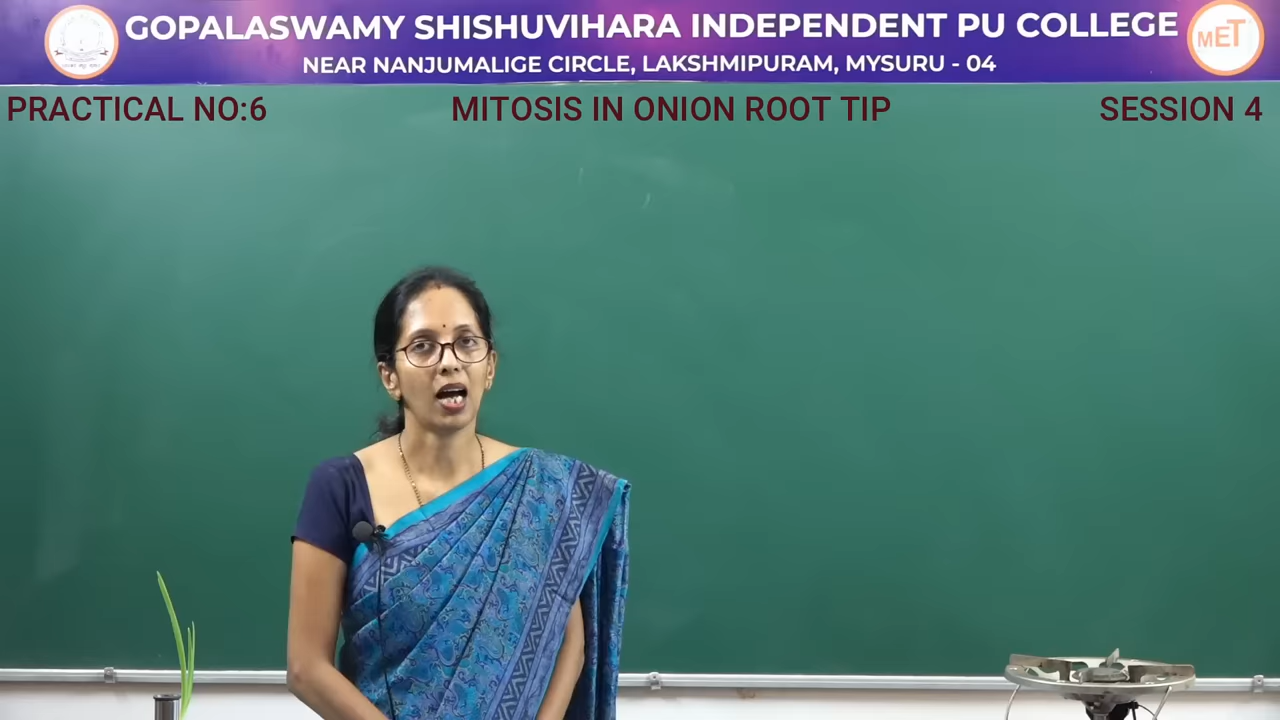 GOPALASWAMY SHISHUVIHARA INDEPENDENT PU COLLEGE
MET
NEAR NANJUMALIGE CIRCLE, LAKSHMIPURAM, MYSURU - 04
PRACTICAL NO:6
MITOSIS IN ONION ROOT TIP
SESSION 4